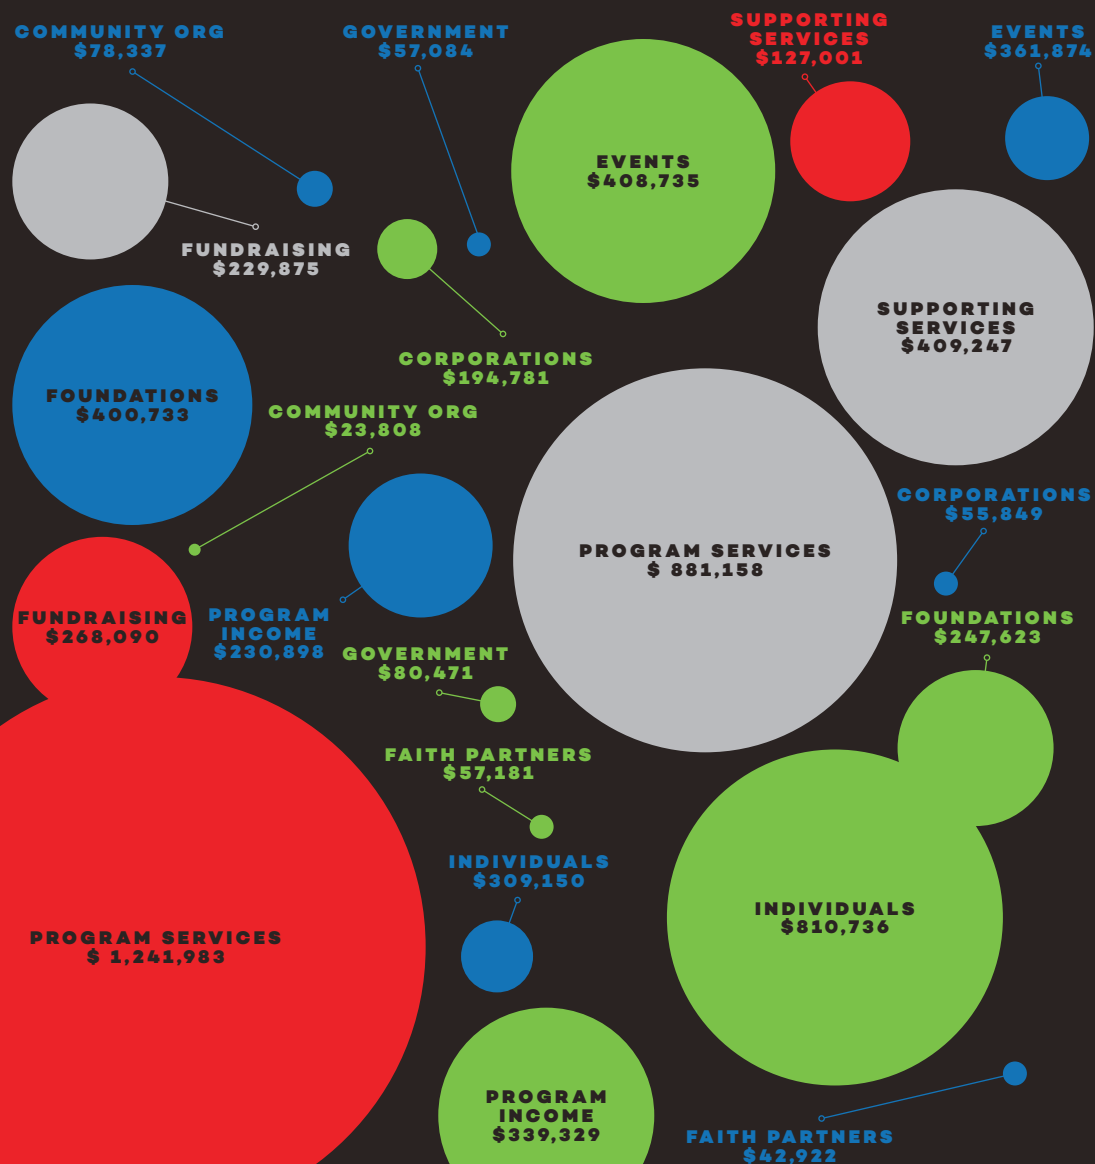 COMMUNITY ORG
$78,337
GOVERNMENT
$57,084
SUPPORTING
SERVICES
$127,001
EVENTS
$361,874
EVENTS
$408,735
FUNDRAISING
$229,875
SUPPORTING
SERVICES
$409,247
CORPORATIONS
$194,781
FOUNDATIONS
$400,733
COMMUNITY ORG
$23,808
CORPORATIONS
$55,849
PROGRAM SERVICES
$ 881,158
FUNDRAISING
$268,090
PROGRAM
INCOME
$230,898
FOUNDATIONS
$247,623
GOVERNMENT
$80,471
FAITH PARTNERS
$57,181
INDIVIDUALS
$309,150
INDIVIDUALS
$810,736
PROGRAM SERVICES
$ 1,241,983
PROGRAM
INCOME
$339,329
FAITH PARTNERS
$42,922